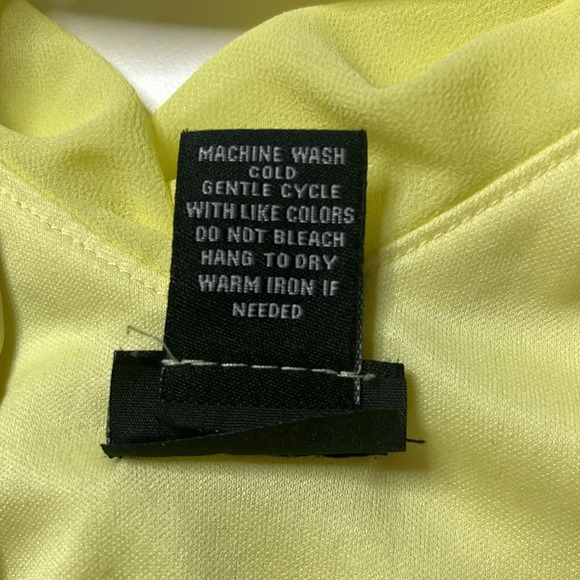 MACHINE WASH
COLD
GENTLE CYCLE
WITH LIKE COLORS
DO NOT BLEACH
HANG TO DRY
WARM IRON IF
NEEDED